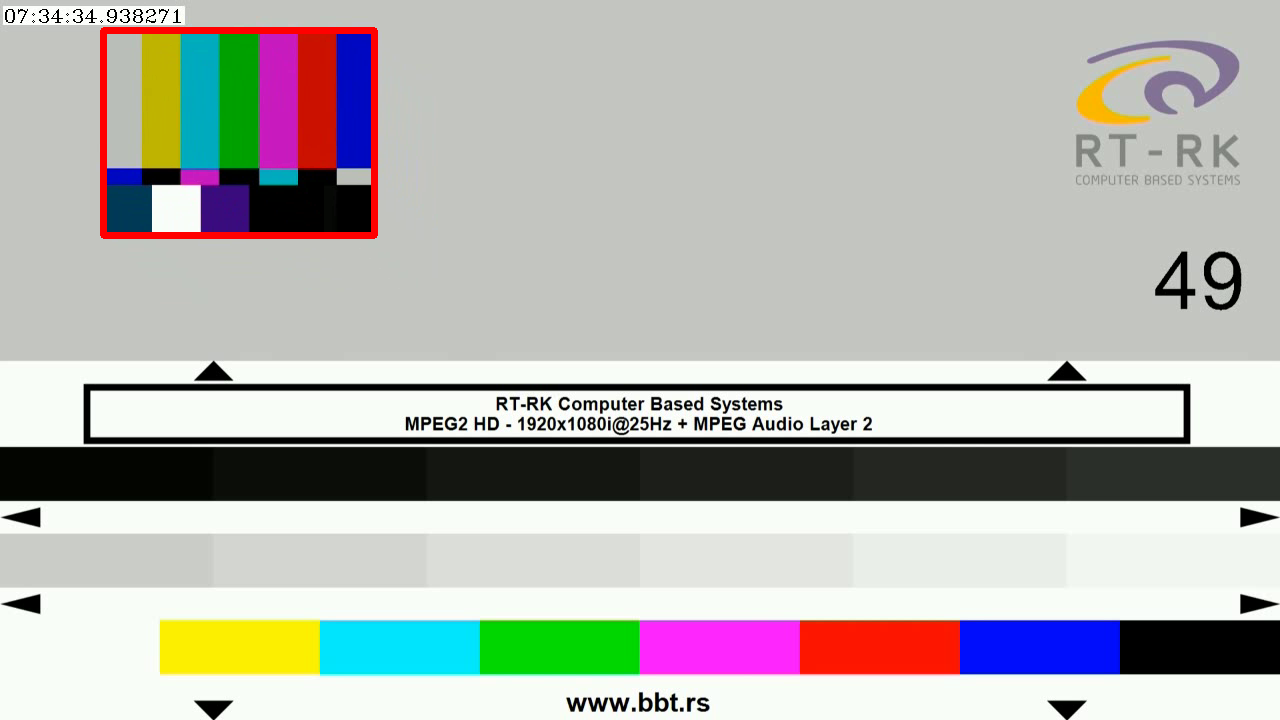 07:34:34.938271
RT-RK
COMPUTER BASED SYSTEMS
49
RT-RK Computer Based Systems
MPEG2 HD - 1920x1080i@25Hz + MPEG Audio Layer 2
www.bbt.rs